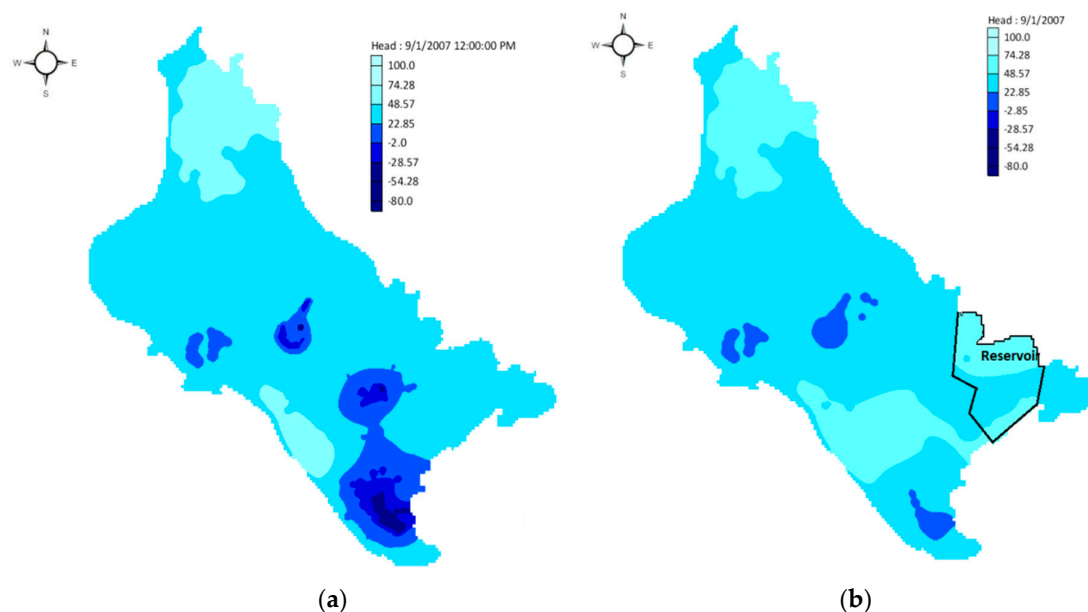 N
W E
S
Head : 9/1/2007 12:00:00 PM
100.0
74.28
48.57
22.85
-2.0
-28.57
-54.28
-80.0
(a)
N
W E
S
Head : 9/1/2007
100.0
74.28
48.57
22.85
-2.85
-28.57
-54.28
-80.0
Reservoir
(b)